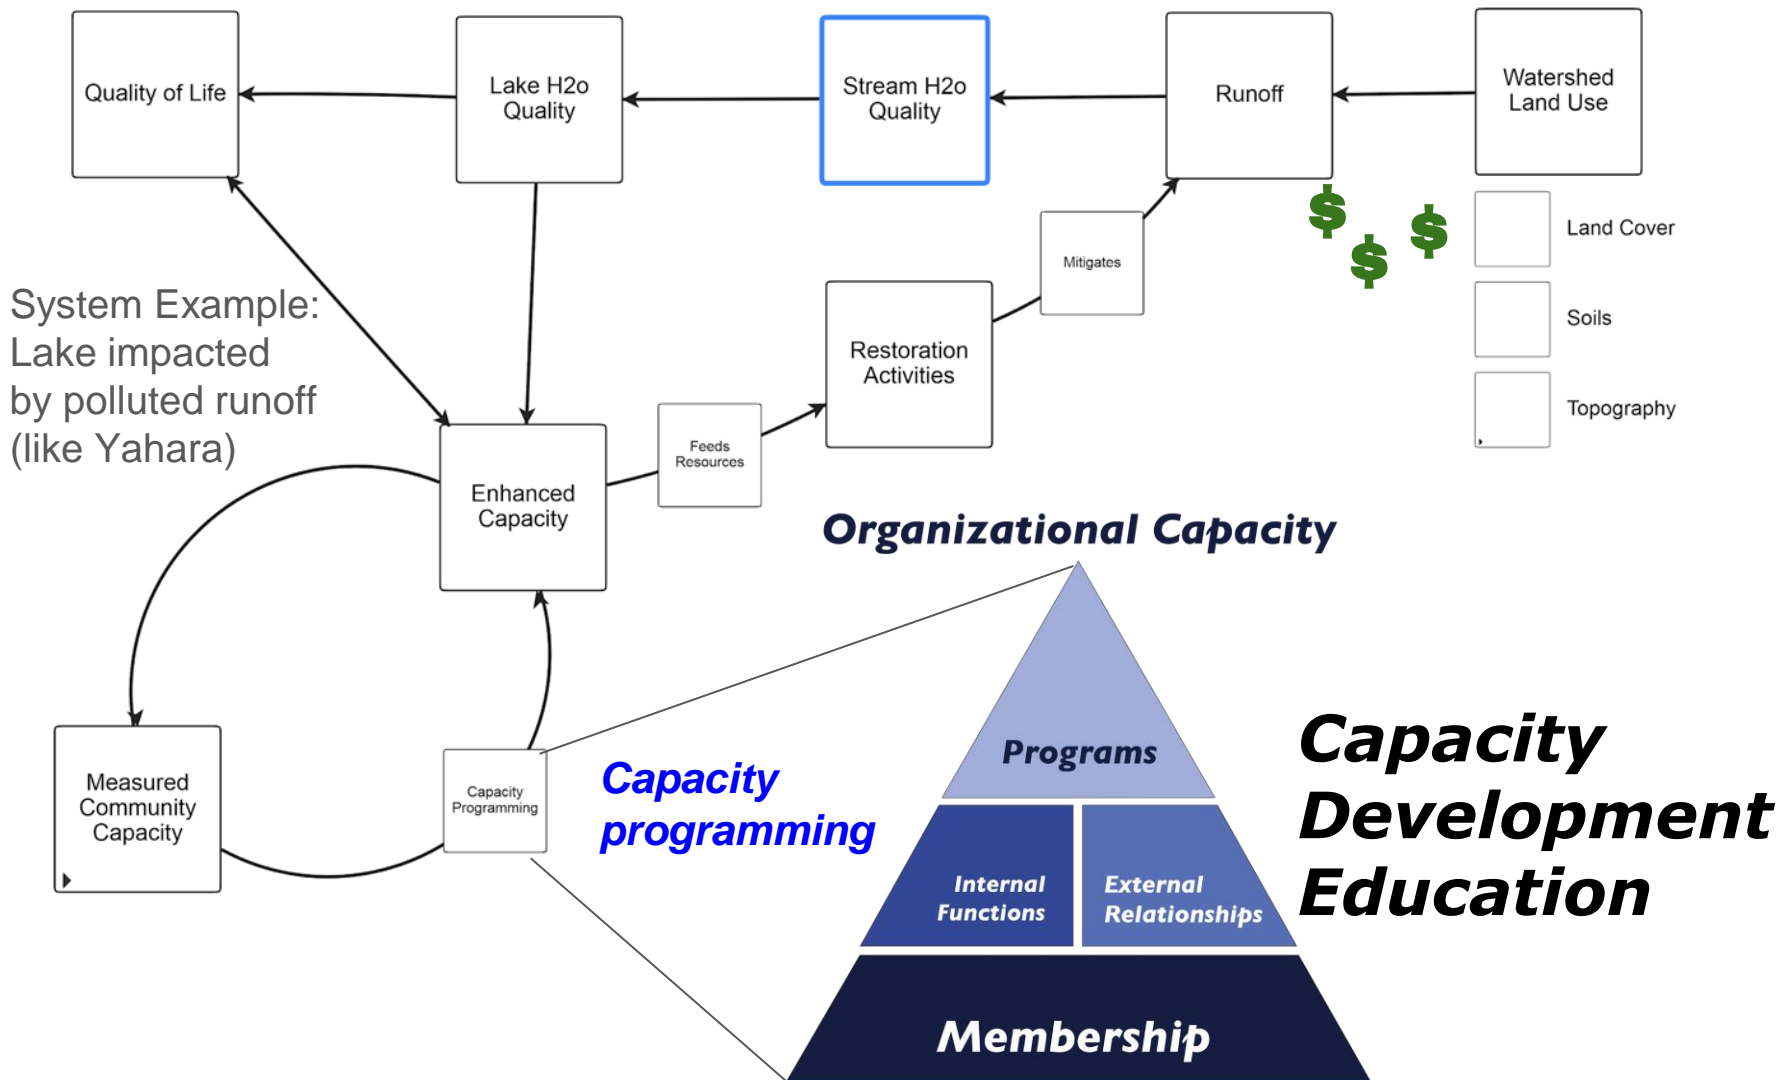 Quality of Life
Lake H2o
Quality
Stream H2o
Quality
Runoff
Watershed
Land Use
$
$
$
Land Cover
Soils
Topography
Mitigates
System Example:
Lake impacted
by polluted runoff
(like Yahara)
Restoration
Activities
Feeds
Resources
Enhanced
Capacity
Organizational Capacity
Measured
Community
Capacity
Capacity
Programming
Capacity
programming
Programs
Internal
Functions
External
Relationships
Membership
Capacity
Development
Education